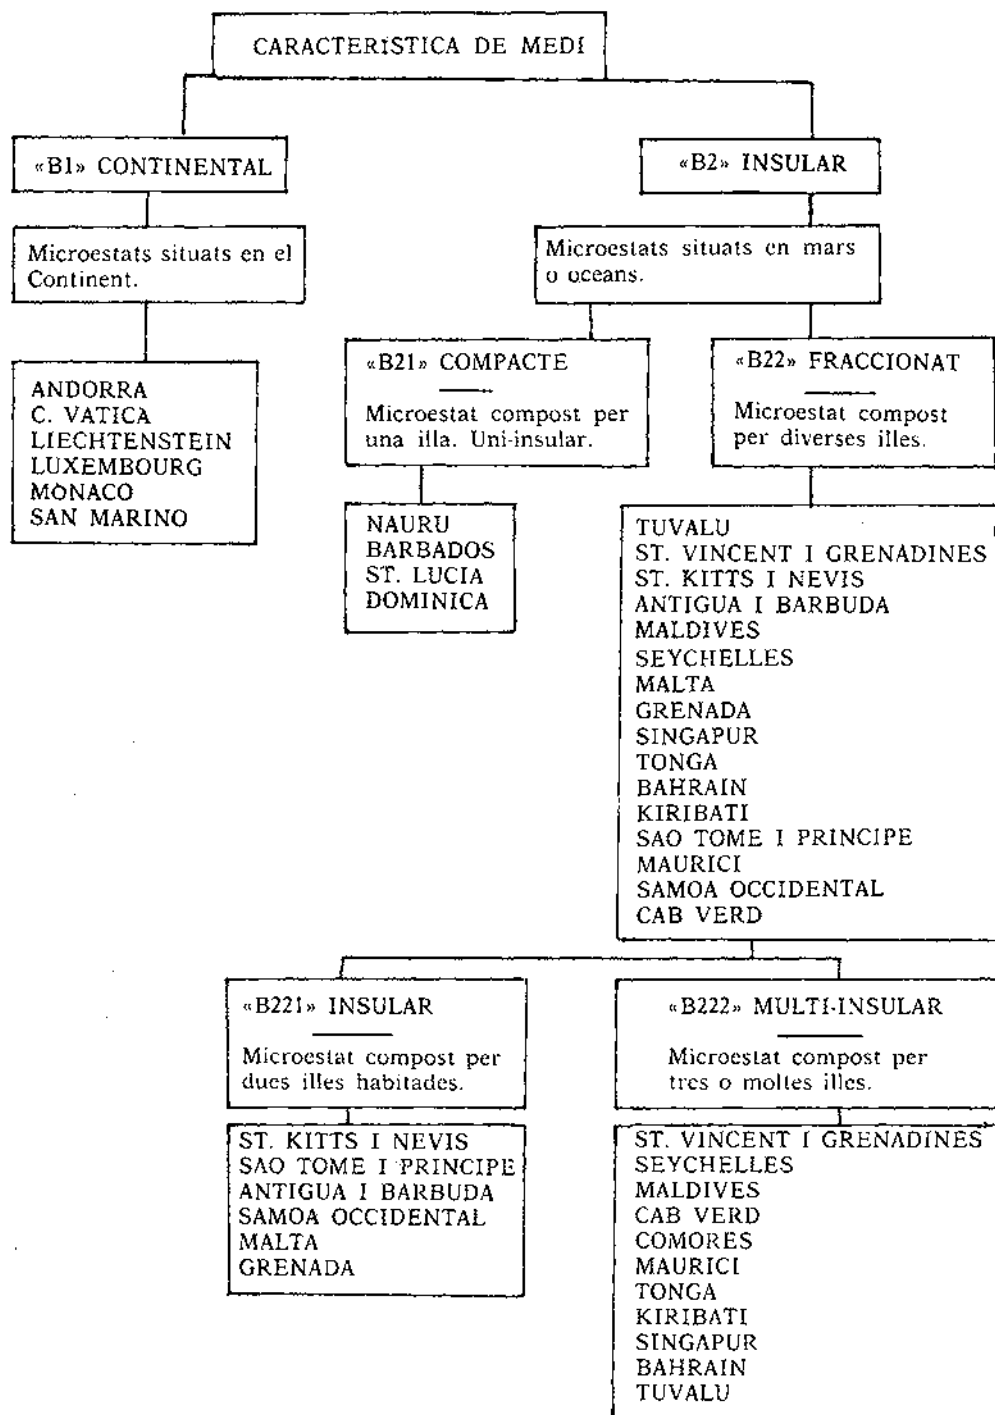 CARACTERÍSTICA DE MEDI
«B1» CONTINENTAL
Microestats situats en el
Continent.
ANDORRA
C. VATICA
LIECHTENSTEIN
LUXEMBOURG
MÒNACO
SAN MARINO
«B2» INSULAR
Microestats situats en mars
o oceans.
«B21» COMPACTE
Microestat compost per
una illa. Uni-insular.
NAURU
BARBADOS
ST. LUCIA
DOMINICA
«B22» FRACCIONAT
Microestat compost
per diverses illes.
TUVALU
ST. VINCENT I GRENADINES
ST. KITTS I NEVIS
ANTIGUA I BARBUDA
MALDIVES
SEYCHELLES
MALTA
GRENADA
SINGAPUR
TONGA
BAHRAIN
KIRIBATI
SAO TOME I PRINCIPE
MAURICI
SAMOA OCCIDENTAL
CAB VERD
«B221» INSULAR
Microestat compost per
dues illes habitades.
ST. KITTS I NEVIS
SAO TOME I PRINCIPE
ANTIGUA I BARBUDA
SAMOA OCCIDENTAL
MALTA
GRENADA
«B222» MULTI-INSULAR
Microestat compost per
tres o moltes illes.
ST. VINCENT I GRENADINES
SEYCHELLES
MALDIVES
CAB VERD
COMORES
MAURICI
TONGA
KIRIBATI
SINGAPUR
BAHRAIN
TUVALU